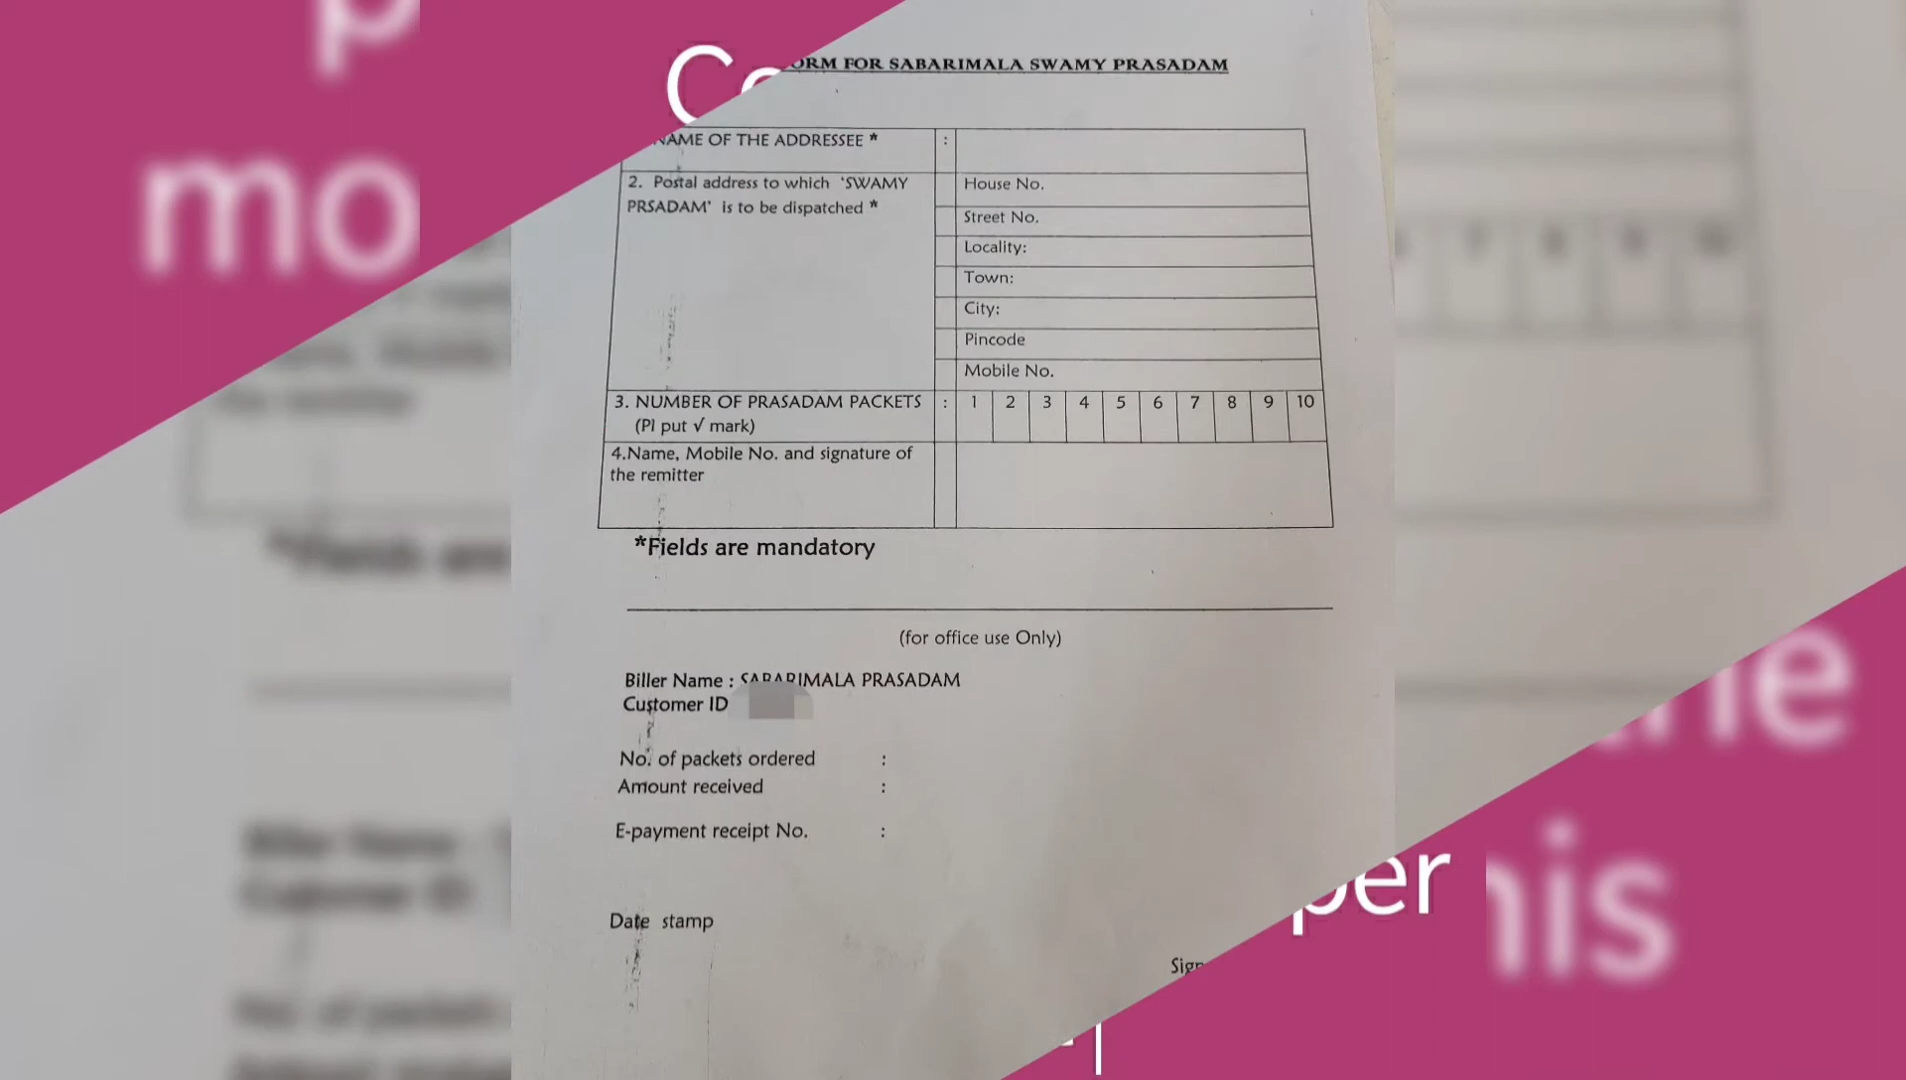 ORM FOR SABARIMALA SWAMY PRASADAM
NAME OF THE ADDRESSEE * :
2. Postal address to which 'SWAMY PRSADAM' is to be dispatched *
House No.
Street No.
Locality:
Town:
City:
Pincode
Mobile No.
3. NUMBER OF PRASADAM PACKETS : 1 2 3 4 5 6 7 8 9 10
(Pl put √ mark)
4.Name, Mobile No. and signature of
the remitter
*Fields are mandatory
(for office use Only)
Biller Name : SABARIMALA PRASADAM
Customer ID
No. of packets ordered :
Amount received :
E-payment receipt No. :
Date stamp